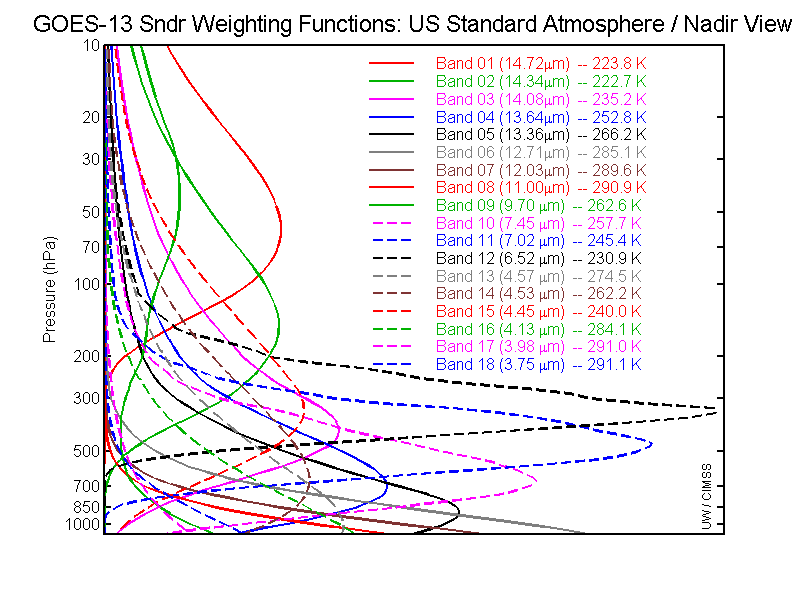 GOES-13 Sndr Weighting Functions: US Standard Atmosphere / Nadir View
10
20
30
50
70
100
200
300
500
700
850
1000
Pressure (hPa)
Band 01 (14.72µm) -- 223.8 K
Band 02 (14.34µm) -- 222.7 K
Band 03 (14.08µm) -- 235.2 K
Band 04 (13.64µm) -- 252.8 K
Band 05 (13.36µm) -- 266.2 K
Band 06 (12.71µm) -- 285.1 K
Band 07 (12.03µm) -- 289.6 K
Band 08 (11.00µm) -- 290.9 K
Band 09 (9.70 µm) -- 262.6 K
Band 10 (7.45 µm) -- 257.7 K
Band 11 (7.02 µm) -- 245.4 K
Band 12 (6.52 µm) -- 230.9 K
Band 13 (4.57 µm) -- 274.5 K
Band 14 (4.53 µm) -- 262.2 K
Band 15 (4.45 µm) -- 240.0 K
Band 16 (4.13 µm) -- 284.1 K
Band 17 (3.98 µm) -- 291.0 K
Band 18 (3.75 µm) -- 291.1 K
UW / CIMSS